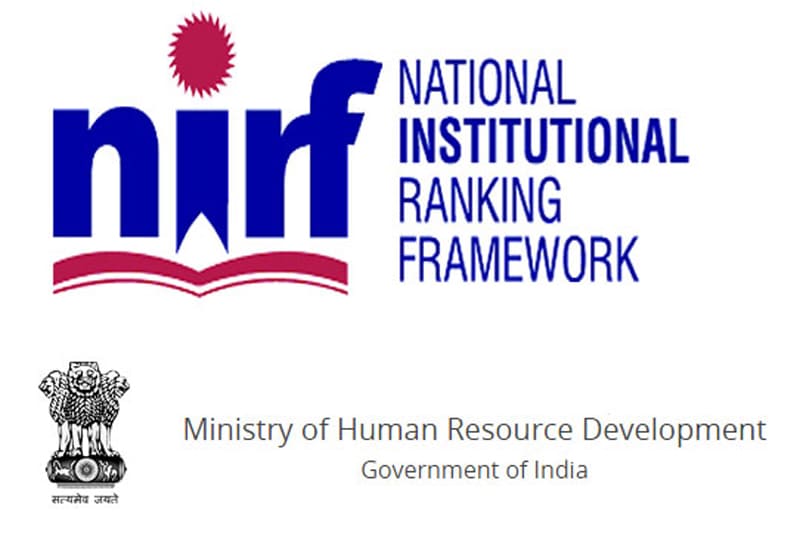 nirf
NATIONAL
INSTITUTIONAL
RANKING
FRAMEWORK
सत्यमेव जयते
Ministry of Human Resource Development
Government of India